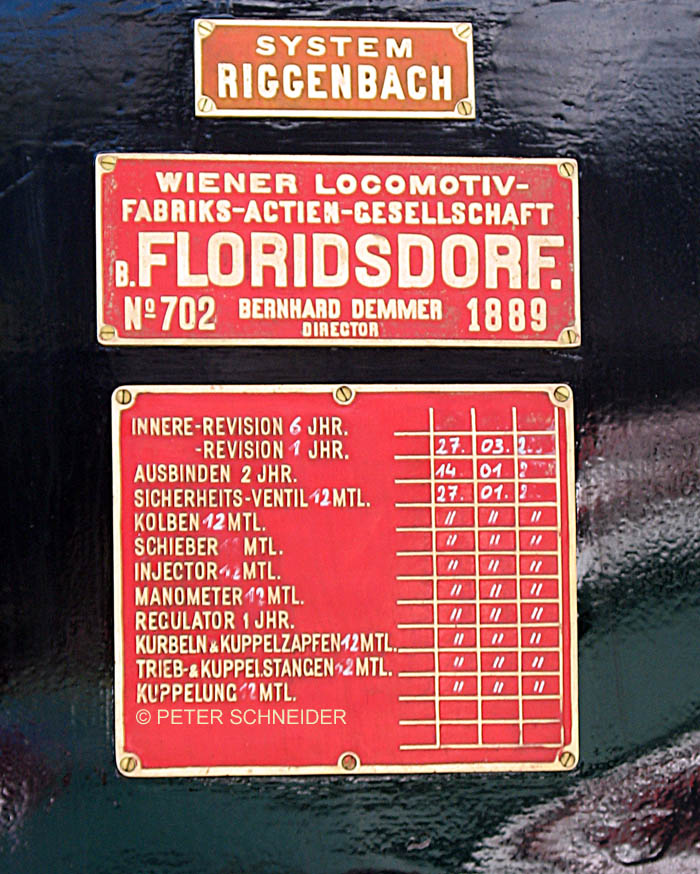 SYSTEM
RIGGENBACH
WIENER LOCOMOTIV-
FABRIKS-ACTIEN-GESELLSCHAFT
B. FLORIDSDORF.
Nº 702 BERNHARD DEMMER 1889
DIRECTOR
INNERE-REVISION 6 JHR.
-REVISION 1 JHR. 27. 03. 2
AUSBINDEN 2 JHR. 14. 01. 2
SICHERHEITS-VENTIL 12 MTL. 27. 01. 2
KOLBEN 12 MTL. " " "
SCHIEBER MTL. " " "
INJECTOR 12 MTL. " " "
MANOMETER 12 MTL. " " "
REGULATOR 1 JHR. " " "
KURBELN & KUPPELZAPFEN 12 MTL. " " "
TRIEB- & KUPPELSTANGEN 12 MTL. " " "
KUPPELUNG 12 MTL. " " "
© PETER SCHNEIDER